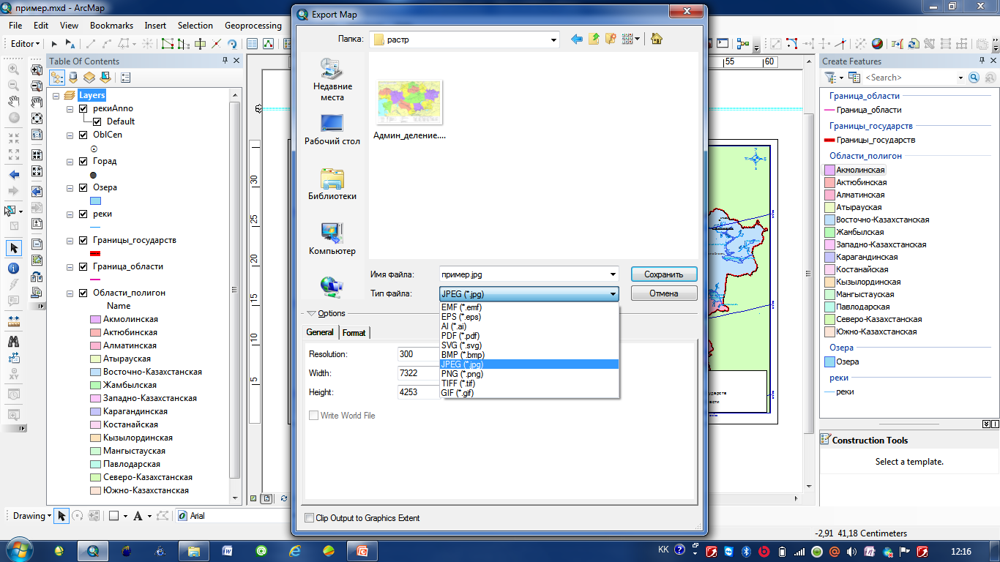 пример.mxd - ArcMap
File Edit View Bookmarks Insert Selection Geoprocessing
Editor
Table Of Contents
Layers
рекиAnno
Default
OblCen
Горад
Озера
реки
Границы_государств
Граница_области
Области_полигон
Name
Акмолинская
Актюбинская
Алматинская
Атырауская
Восточно-Казахстанская
Жамбылская
Западно-Казахстанская
Карагандинская
Костанайская
Кызылординская
Мангыстауская
Павлодарская
Северо-Казахстанская
Южно-Казахстанская
30
25
20
15
10
5
55 60
Export Map
Папка: растр
Недавние места
Рабочий стол
Библиотеки
Компьютер
Админ_деление....
Имя файла: пример.jpg Сохранить
Тип файла: JPEG (*.jpg) Отмена
EMF (*.emf)
EPS (*.eps)
AI (*.ai)
PDF (*.pdf)
SVG (*.svg)
BMP (*.bmp)
JPEG (*.jpg)
PNG (*.png)
TIFF (*.tif)
GIF (*.gif)
Options
General Format
Resolution: 300
Width: 7322
Height: 4253
Write World File
Clip Output to Graphics Extent
Create Features
<Search>
Граница_области
Граница_области
Границы_государств
Границы_государств
Области_полигон
Акмолинская
Актюбинская
Алматинская
Атырауская
Восточно-Казахстанская
Жамбылская
Западно-Казахстанская
Карагандинская
Костанайская
Кызылординская
Мангыстауская
Павлодарская
Северо-Казахстанская
Южно-Казахстанская
Озера
Озера
реки
реки
Construction Tools
Select a template.
Drawing A Arial
-2,91 41,18 Centimeters
KK 12:16